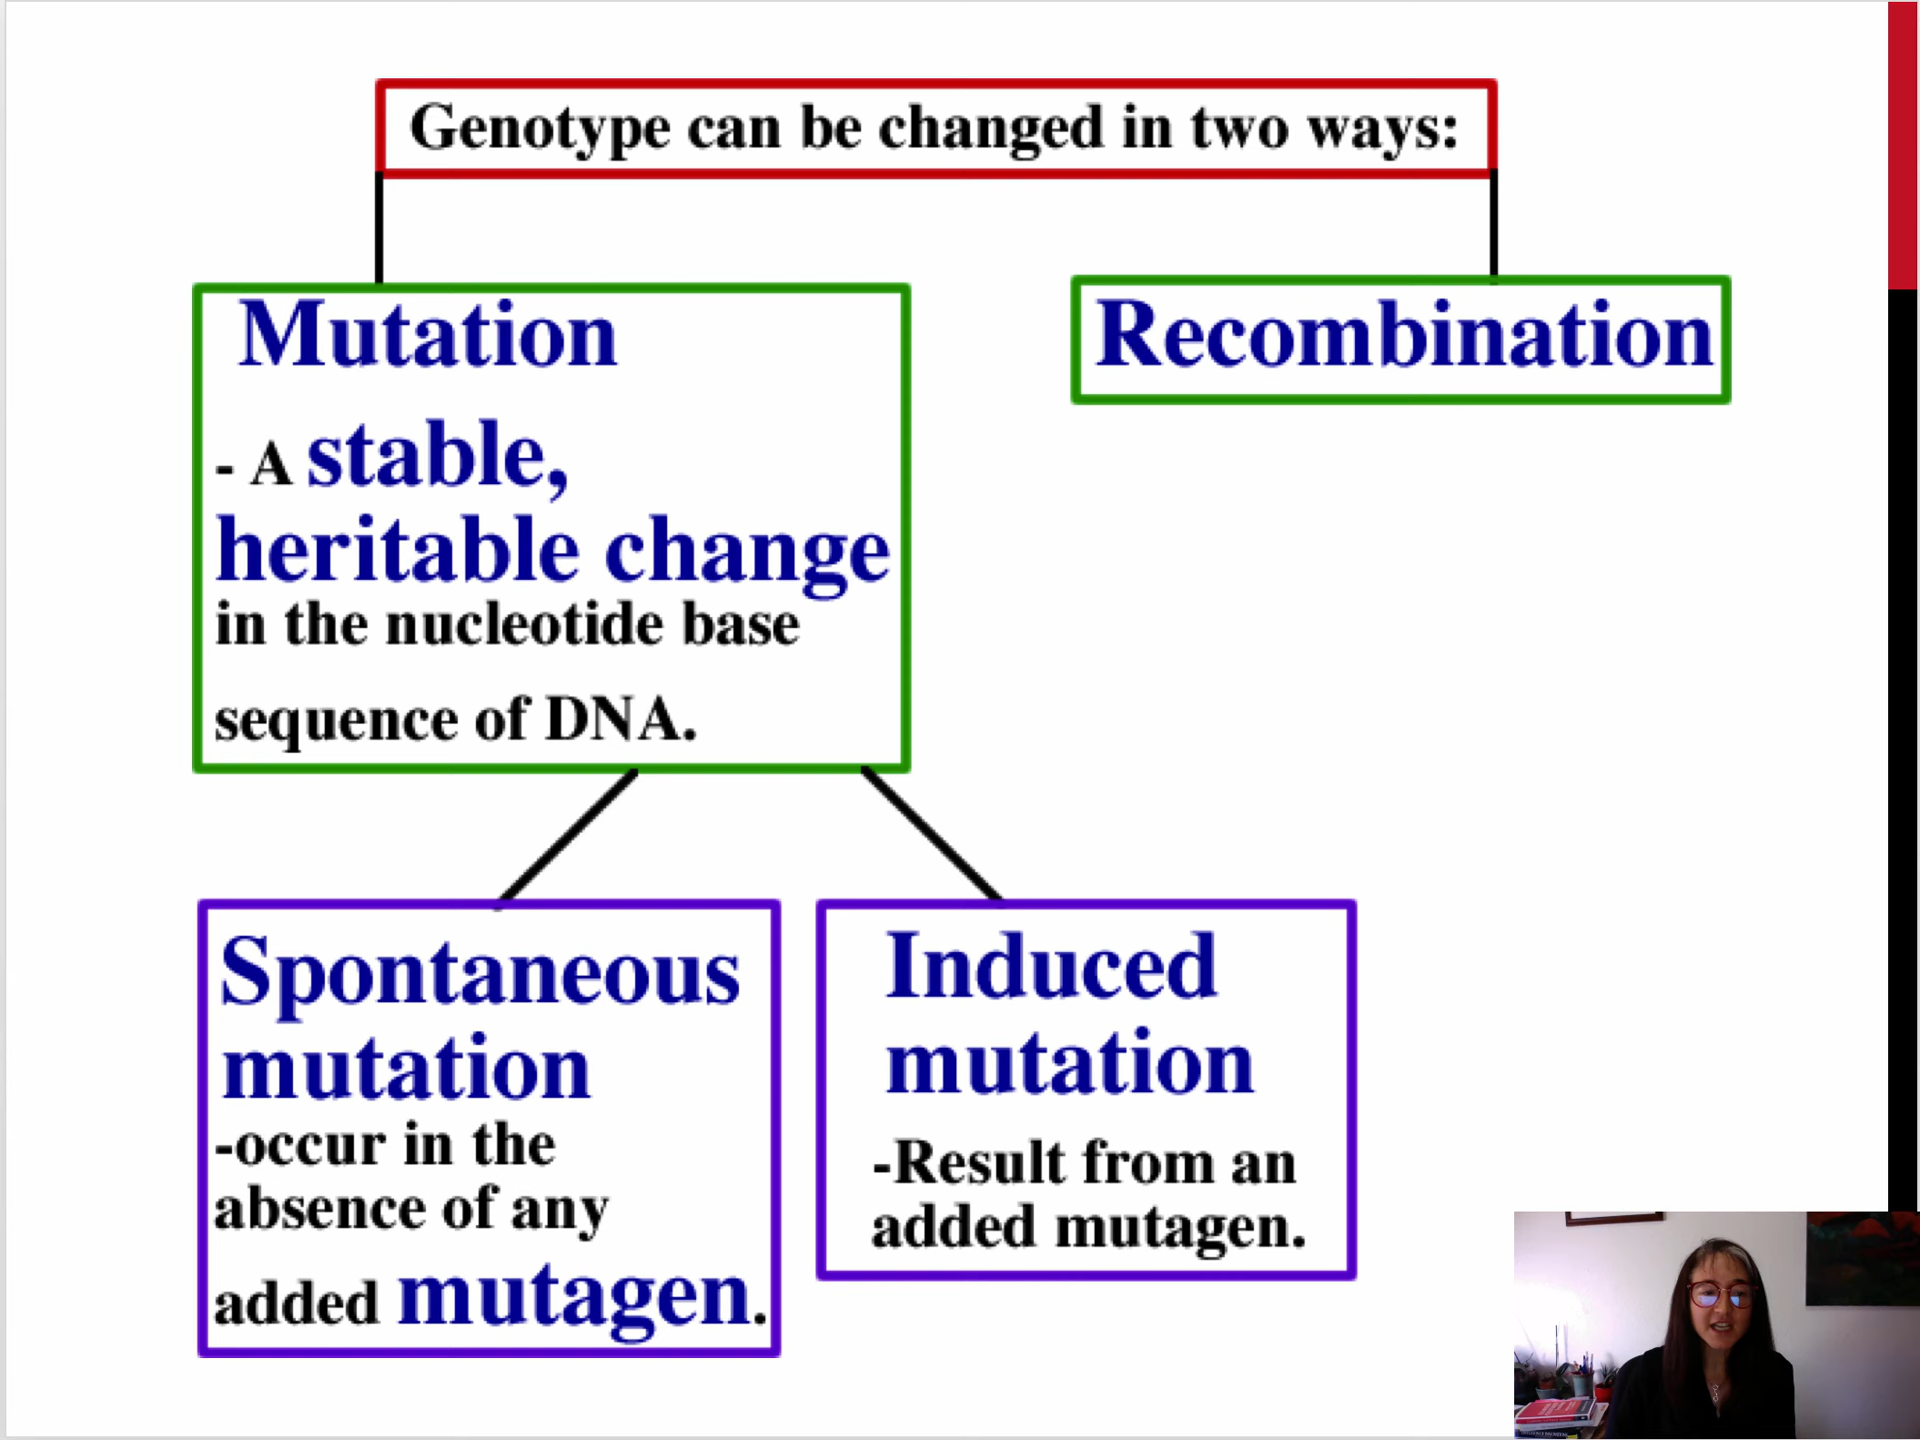 Genotype can be changed in two ways:
Mutation
- A stable,
heritable change
in the nucleotide base
sequence of DNA.
Recombination
Spontaneous
mutation
-occur in the
absence of any
added mutagen.
Induced
mutation
-Result from an
added mutagen.